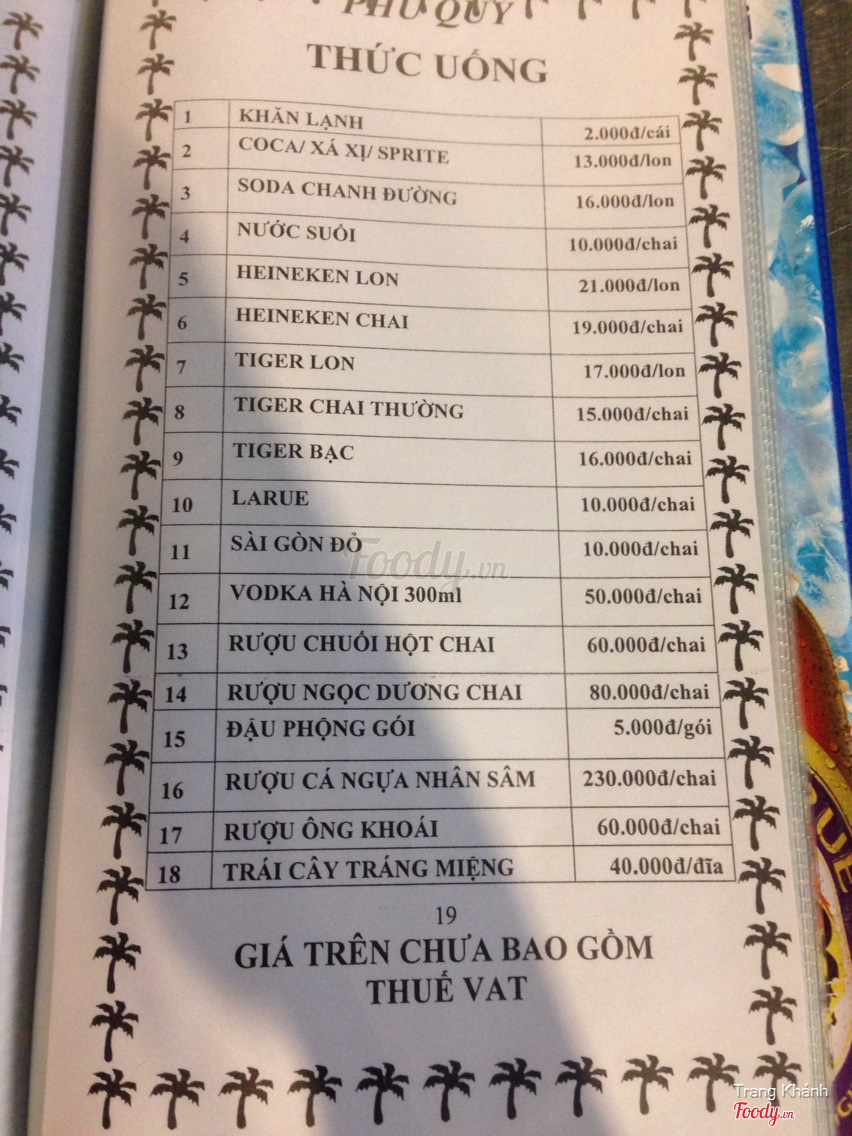 PHÚ QUÝ
THỨC UỐNG
1 KHĂN LẠNH 2.000đ/cái
2 COCA/ XÁ XỊ/ SPRITE 13.000đ/lon
3 SODA CHANH ĐƯỜNG 16.000đ/lon
4 NƯỚC SUỐI 10.000đ/chai
5 HEINEKEN LON 21.000đ/lon
6 HEINEKEN CHAI 19.000đ/chai
7 TIGER LON 17.000đ/lon
8 TIGER CHAI THƯỜNG 15.000đ/chai
9 TIGER BẠC 16.000đ/chai
10 LARUE 10.000đ/chai
11 SÀI GÒN ĐỎ 10.000đ/chai
12 VODKA HÀ NỘI 300ml 50.000đ/chai
13 RƯỢU CHUỐI HỘT CHAI 60.000đ/chai
14 RƯỢU NGỌC DƯƠNG CHAI 80.000đ/chai
15 ĐẬU PHỘNG GÓI 5.000đ/gói
16 RƯỢU CÁ NGỰA NHÂN SÂM 230.000đ/chai
17 RƯỢU ÔNG KHOÁI 60.000đ/chai
18 TRÁI CÂY TRÁNG MIỆNG 40.000đ/đĩa
19
GIÁ TRÊN CHƯA BAO GỒM
THUẾ VAT
Foody.vn
Trang Khánh
Foody.vn